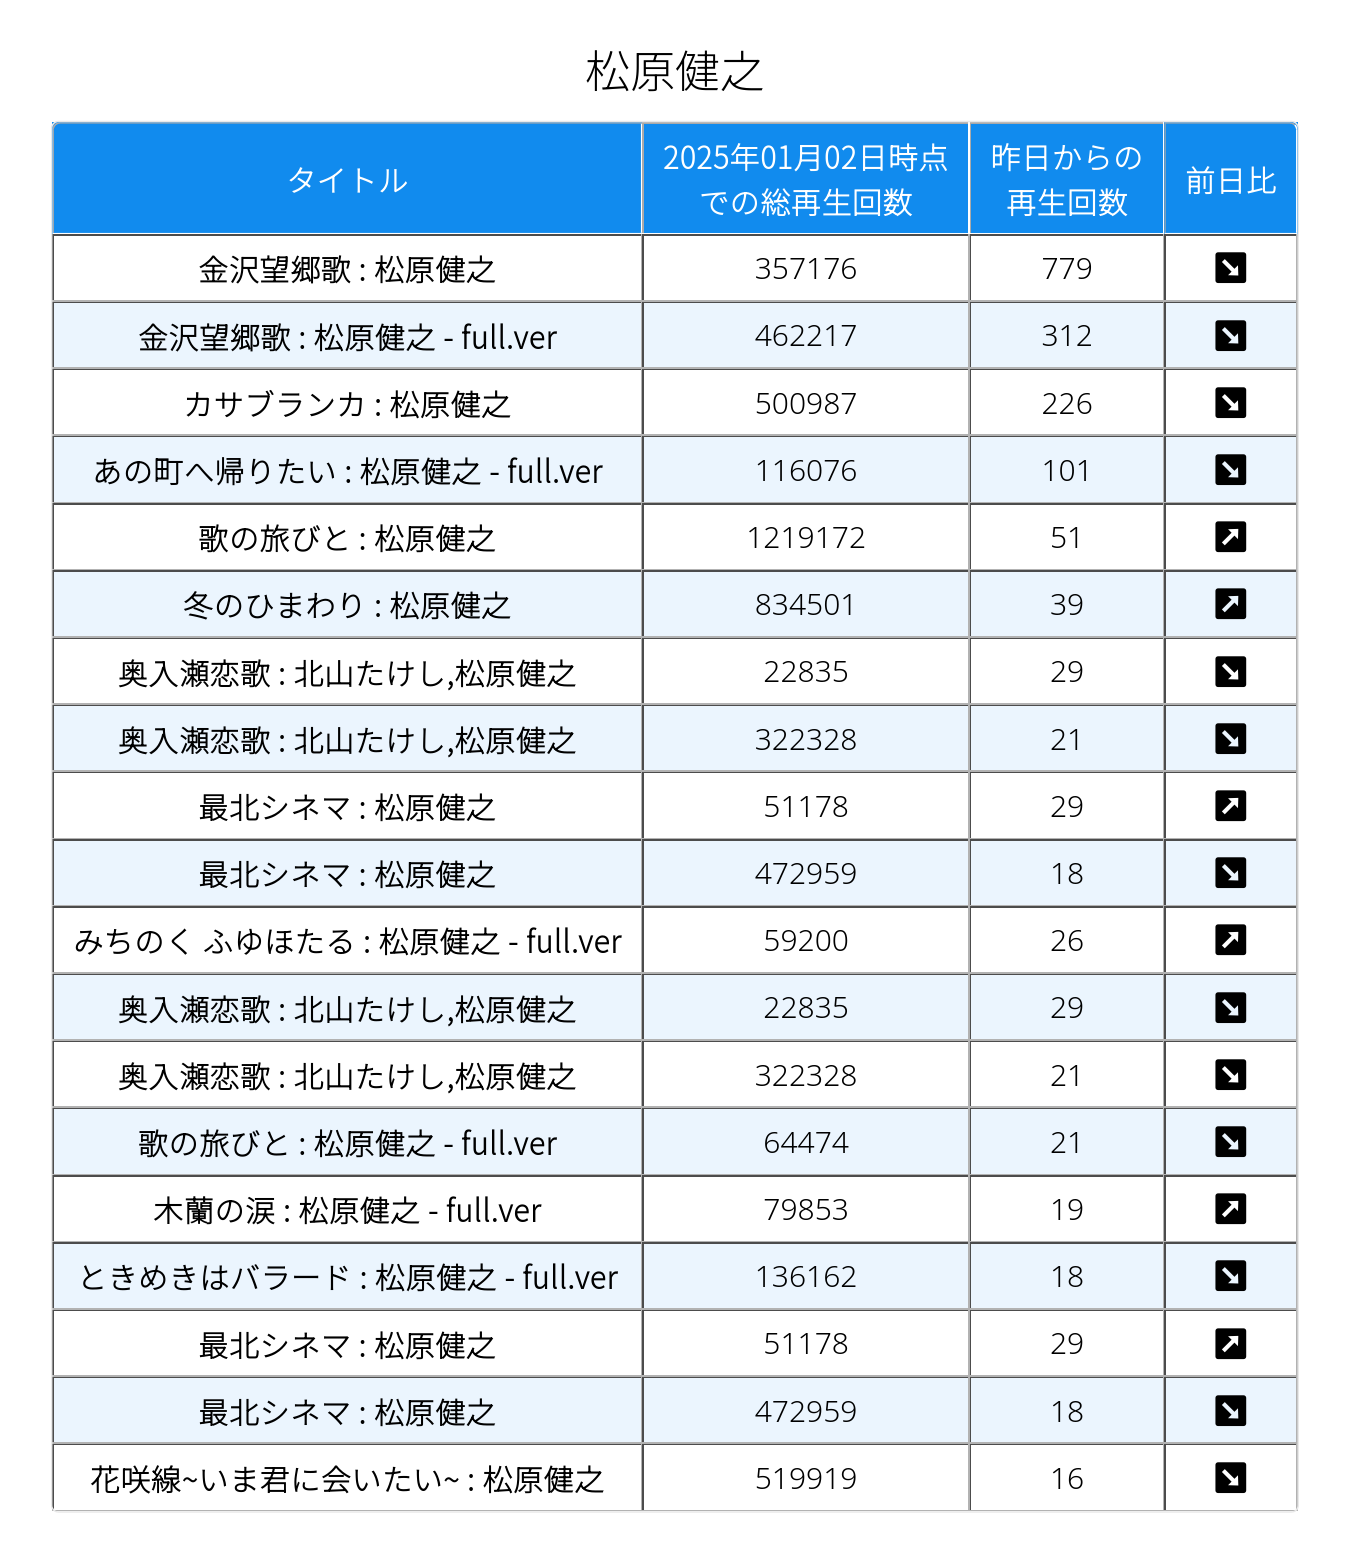 松原健之
タイトル 2025年01月02日時点での総再生回数 昨日からの再生回数 前日比
金沢望郷歌 : 松原健之 357176 779 ↘
金沢望郷歌 : 松原健之 - full.ver 462217 312 ↘
カサブランカ : 松原健之 500987 226 ↘
あの町へ帰りたい : 松原健之 - full.ver 116076 101 ↘
歌の旅びと : 松原健之 1219172 51 ↗
冬のひまわり : 松原健之 834501 39 ↗
奥入瀬恋歌 : 北山たけし,松原健之 22835 29 ↘
奥入瀬恋歌 : 北山たけし,松原健之 322328 21 ↘
最北シネマ : 松原健之 51178 29 ↗
最北シネマ : 松原健之 472959 18 ↘
みちのく ふゆほたる : 松原健之 - full.ver 59200 26 ↗
奥入瀬恋歌 : 北山たけし,松原健之 22835 29 ↘
奥入瀬恋歌 : 北山たけし,松原健之 322328 21 ↘
歌の旅びと : 松原健之 - full.ver 64474 21 ↘
木蘭の涙 : 松原健之 - full.ver 79853 19 ↗
ときめきはバラード : 松原健之 - full.ver 136162 18 ↘
最北シネマ : 松原健之 51178 29 ↗
最北シネマ : 松原健之 472959 18 ↘
花咲線~いま君に会いたい~ : 松原健之 519919 16 ↘